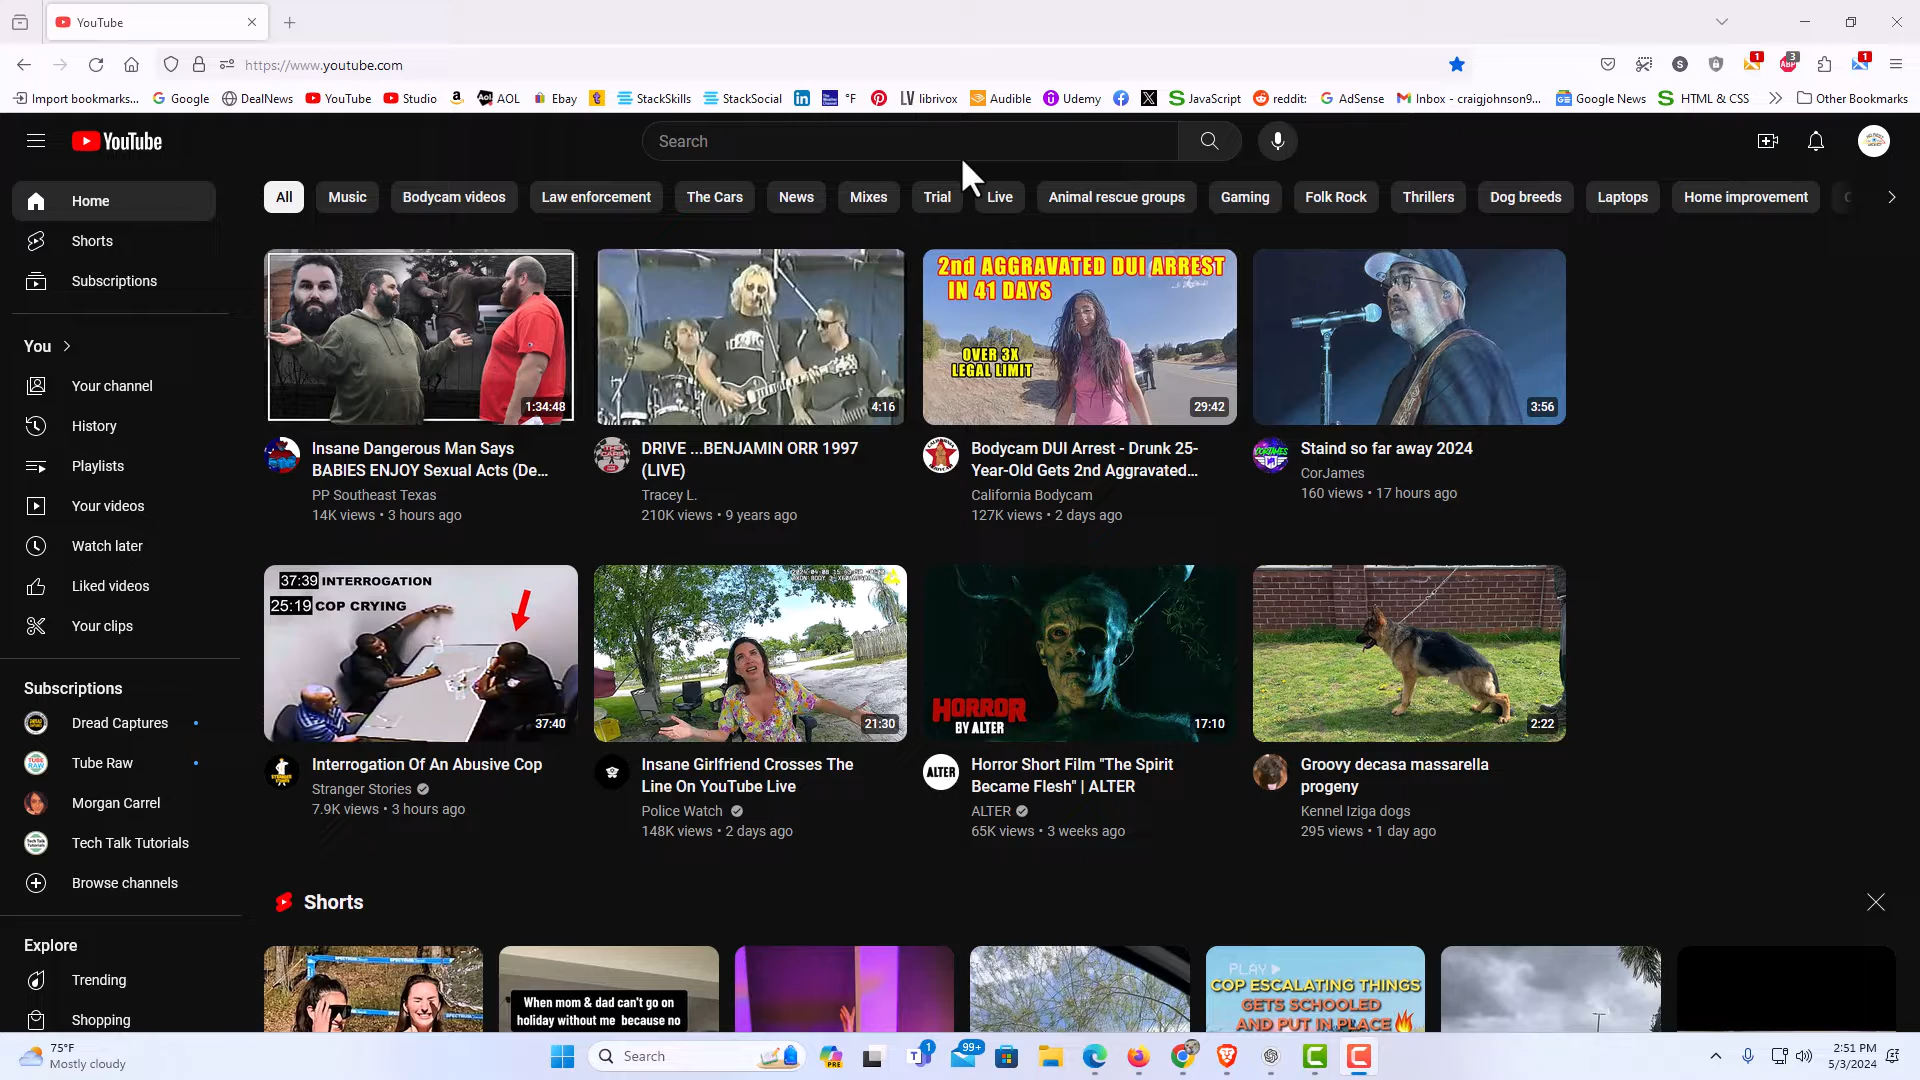 YouTube
https://www.youtube.com
1
3
1
Import bookmarks...
Google
DealNews
YouTube
Studio
AOL
Ebay
StackSkills
StackSocial
°F
librivox
Audible
Udemy
JavaScript
reddit:
AdSense
Inbox - craigjohnson9...
Google News
HTML & CSS
Other Bookmarks
YouTube
Search
All
Music
Bodycam videos
Law enforcement
The Cars
News
Mixes
Trial
Live
Animal rescue groups
Gaming
Folk Rock
Thrillers
Dog breeds
Laptops
Home improvement
Home
Shorts
Subscriptions
You
Your channel
History
Playlists
Your videos
Watch later
Liked videos
Your clips
Subscriptions
Dread Captures
Tube Raw
Morgan Carrel
Tech Talk Tutorials
Browse channels
Explore
Trending
Shopping
1:34:48
Insane Dangerous Man Says
BABIES ENJOY Sexual Acts (De...
PP Southeast Texas
14K views • 3 hours ago
4:16
DRIVE ...BENJAMIN ORR 1997
(LIVE)
Tracey L.
210K views • 9 years ago
2nd AGGRAVATED DUI ARREST
IN 41 DAYS
OVER 3X
LEGAL LIMIT
29:42
Bodycam DUI Arrest - Drunk 25-
Year-Old Gets 2nd Aggravated...
California Bodycam
127K views • 2 days ago
3:56
Staind so far away 2024
CorJames
160 views • 17 hours ago
37:39 INTERROGATION
25:19 COP CRYING
37:40
Interrogation Of An Abusive Cop
Stranger Stories
7.9K views • 3 hours ago
21:30
Insane Girlfriend Crosses The
Line On YouTube Live
Police Watch
148K views • 2 days ago
HORROR
BY ALTER
17:10
ALTER
Horror Short Film "The Spirit
Became Flesh" | ALTER
ALTER
65K views • 3 weeks ago
2:22
Groovy decasa massarella
progeny
Kennel Iziga dogs
295 views • 1 day ago
Shorts
When mom & dad can't go on
holiday without me because no
PLAY
COP ESCALATING THINGS
GETS SCHOOLED
AND PUT IN PLACE
75°F
Mostly cloudy
Search
PRE
1
99+
2:51 PM
5/3/2024